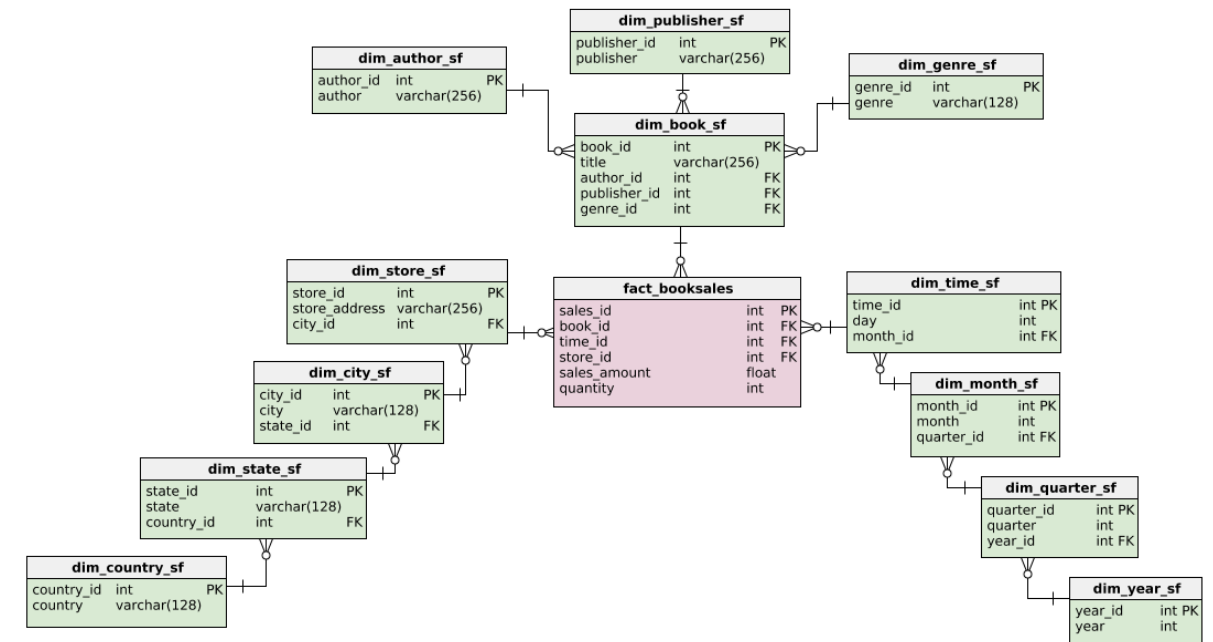 dim_publisher_sf
publisher_id int PK
publisher varchar(256)
dim_author_sf
author_id int PK
author varchar(256)
dim_genre_sf
genre_id int PK
genre varchar(128)
dim_book_sf
book_id int PK
title varchar(256)
author_id int FK
publisher_id int FK
genre_id int FK
dim_store_sf
store_id int PK
store_address varchar(256)
city_id int FK
fact_booksales
sales_id int PK
book_id int FK
time_id int FK
store_id int FK
sales_amount float
quantity int
dim_time_sf
time_id int PK
day int
month_id int FK
dim_city_sf
city_id int PK
city varchar(128)
state_id int FK
dim_month_sf
month_id int PK
month int
quarter_id int FK
dim_state_sf
state_id int PK
state varchar(128)
country_id int FK
dim_quarter_sf
quarter_id int PK
quarter int
year_id int FK
dim_country_sf
country_id int PK
country varchar(128)
dim_year_sf
year_id int PK
year int